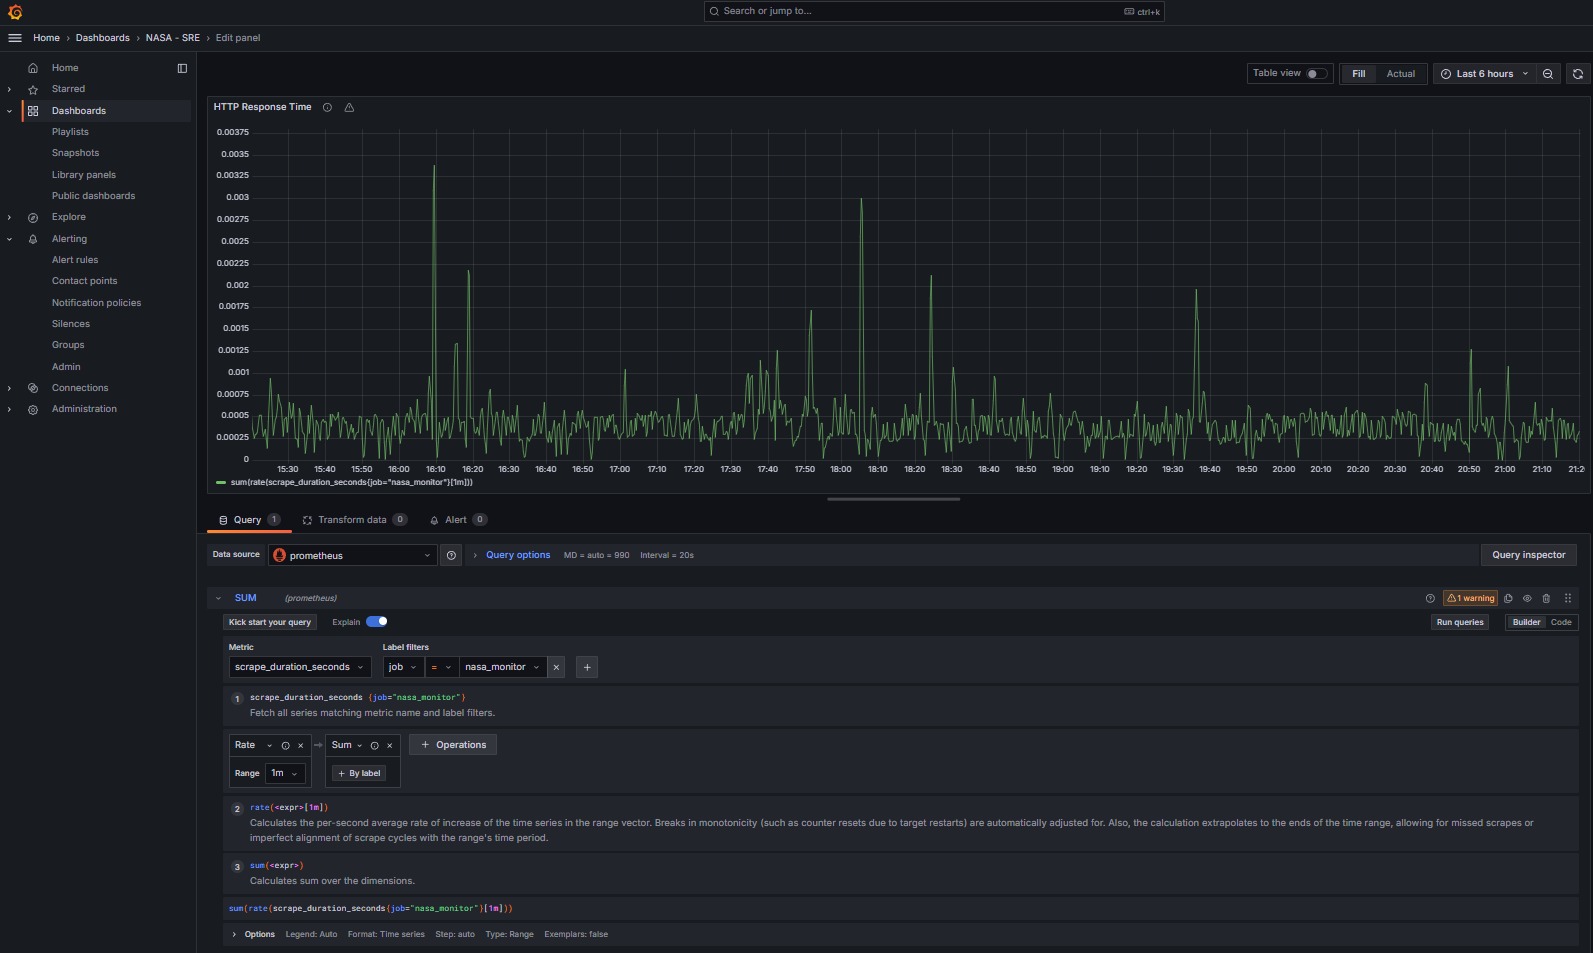 Search or jump to...
ctrl+k
Home › Dashboards › NASA - SRE › Edit panel
Home
Starred
Dashboards
Playlists
Snapshots
Library panels
Public dashboards
Explore
Alerting
Alert rules
Contact points
Notification policies
Silences
Groups
Admin
Connections
Administration
Table view
Fill
Actual
Last 6 hours
HTTP Response Time
0.00375
0.0035
0.00325
0.003
0.00275
0.0025
0.00225
0.002
0.00175
0.0015
0.00125
0.001
0.00075
0.0005
0.00025
0
15:30 15:40 15:50 16:00 16:10 16:20 16:30 16:40 16:50 17:00 17:10 17:20 17:30 17:40 17:50 18:00 18:10 18:20 18:30 18:40 18:50 19:00 19:10 19:20 19:30 19:40 19:50 20:00 20:10 20:20 20:30 20:40 20:50 21:00 21:10 21:2
sum(rate(scrape_duration_seconds{job="nasa_monitor"}[1m]))
Query 1
Transform data 0
Alert 0
Data source
prometheus
Query options
MD = auto = 990
Interval = 20s
Query inspector
SUM
(prometheus)
1 warning
Kick start your query
Explain
Run queries
Builder
Code
Metric
Label filters
scrape_duration_seconds
job
=
nasa_monitor
1 scrape_duration_seconds {job="nasa_monitor"}
Fetch all series matching metric name and label filters.
Rate
Sum
+ Operations
Range 1m
+ By label
2 rate(<expr>[1m])
Calculates the per-second average rate of increase of the time series in the range vector. Breaks in monotonicity (such as counter resets due to target restarts) are automatically adjusted for. Also, the calculation extrapolates to the ends of the time range, allowing for missed scrapes or
imperfect alignment of scrape cycles with the range's time period.
3 sum(<expr>)
Calculates sum over the dimensions.
sum(rate(scrape_duration_seconds{job="nasa_monitor"}[1m]))
Options
Legend: Auto
Format: Time series
Step: auto
Type: Range
Exemplars: false